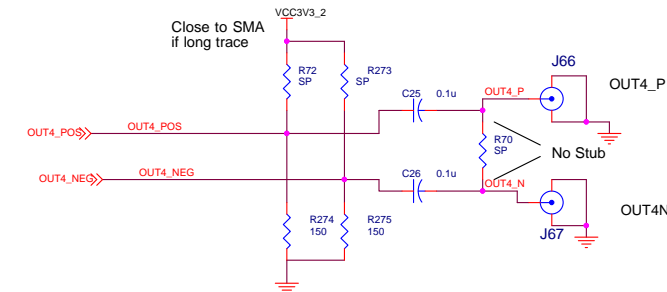 VCC3V3_2
Close to SMA
if long trace
R72
SP
R273
SP
C25
0.1u
OUT4_P
J66
OUT4_P
OUT4_POS
OUT4_POS
R70
SP
No Stub
OUT4_NEG
OUT4_NEG
C26
0.1u
OUT4_N
J67
OUT4N
R274
150
R275
150